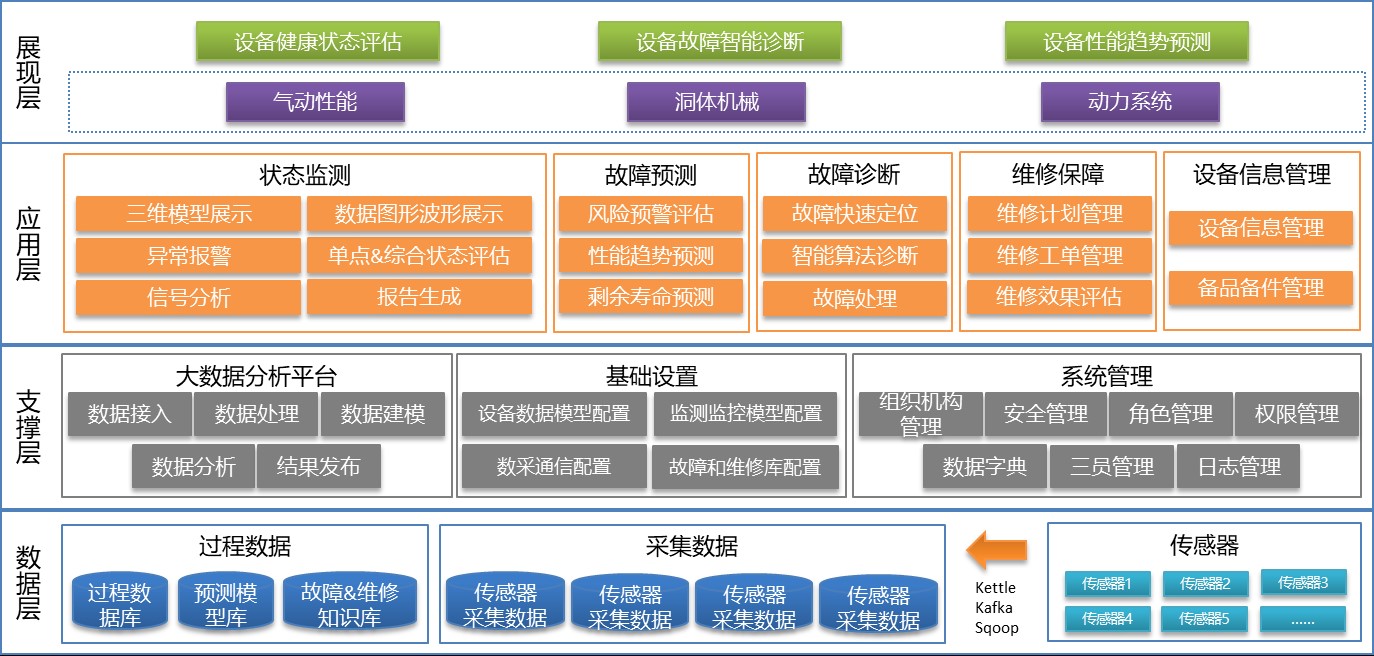 展现层
设备健康状态评估
设备故障智能诊断
设备性能趋势预测
气动性能
洞体机械
动力系统
应用层
状态监测
三维模型展示
数据图形波形展示
异常报警
单点&综合状态评估
信号分析
报告生成
故障预测
风险预警评估
性能趋势预测
剩余寿命预测
故障诊断
故障快速定位
智能算法诊断
故障处理
维修保障
维修计划管理
维修工单管理
维修效果评估
设备信息管理
设备信息管理
备品备件管理
支撑层
大数据分析平台
数据接入
数据处理
数据建模
数据分析
结果发布
基础设置
设备数据模型配置
监测监控模型配置
数采通信配置
故障和维修库配置
系统管理
组织机构
管理
安全管理
角色管理
权限管理
数据字典
三员管理
日志管理
数据层
过程数据
过程数
据库
预测模
型库
故障&维修
知识库
采集数据
传感器
采集数据
传感器
采集数据
传感器
采集数据
传感器
采集数据
Kettle
Kafka
Sqoop
传感器
传感器1
传感器2
传感器3
传感器4
传感器5
......